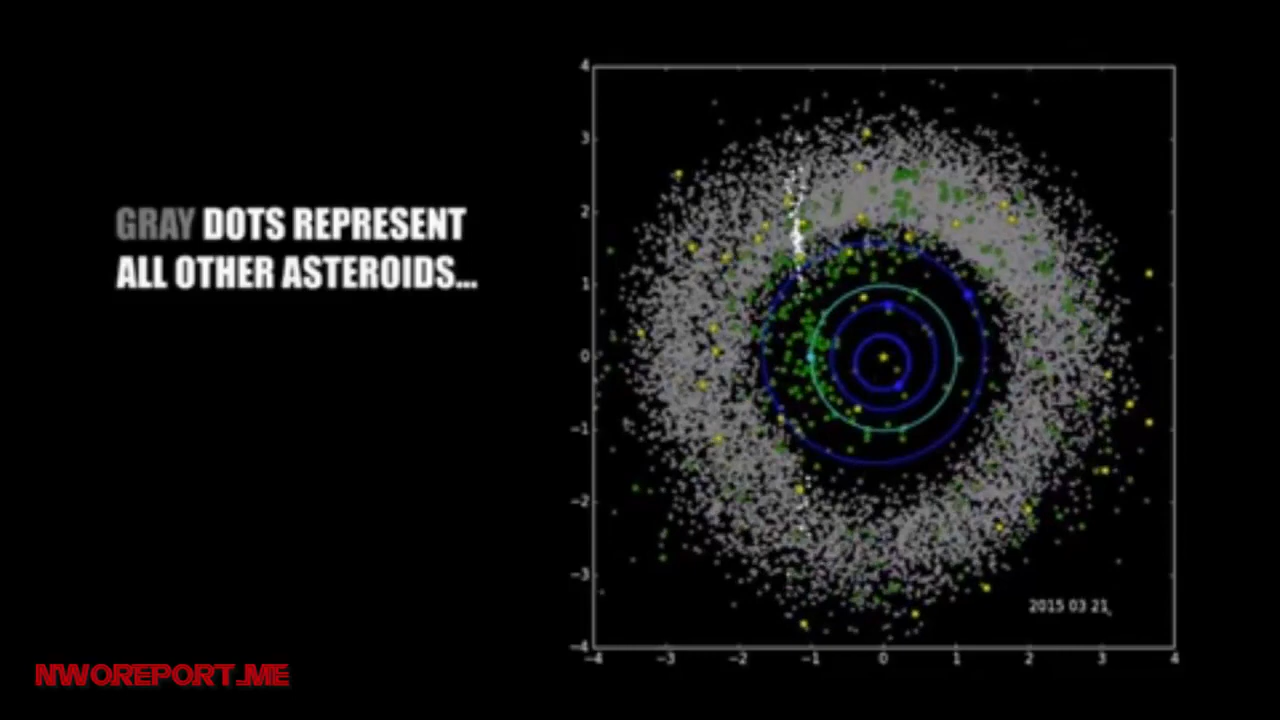 GRAY DOTS REPRESENT
ALL OTHER ASTEROIDS...
4
3
2
1
0
−1
−2
−3
−4
−4 −3 −2 −1 0 1 2 3 4
2015 03 21
NWOREPORT.ME